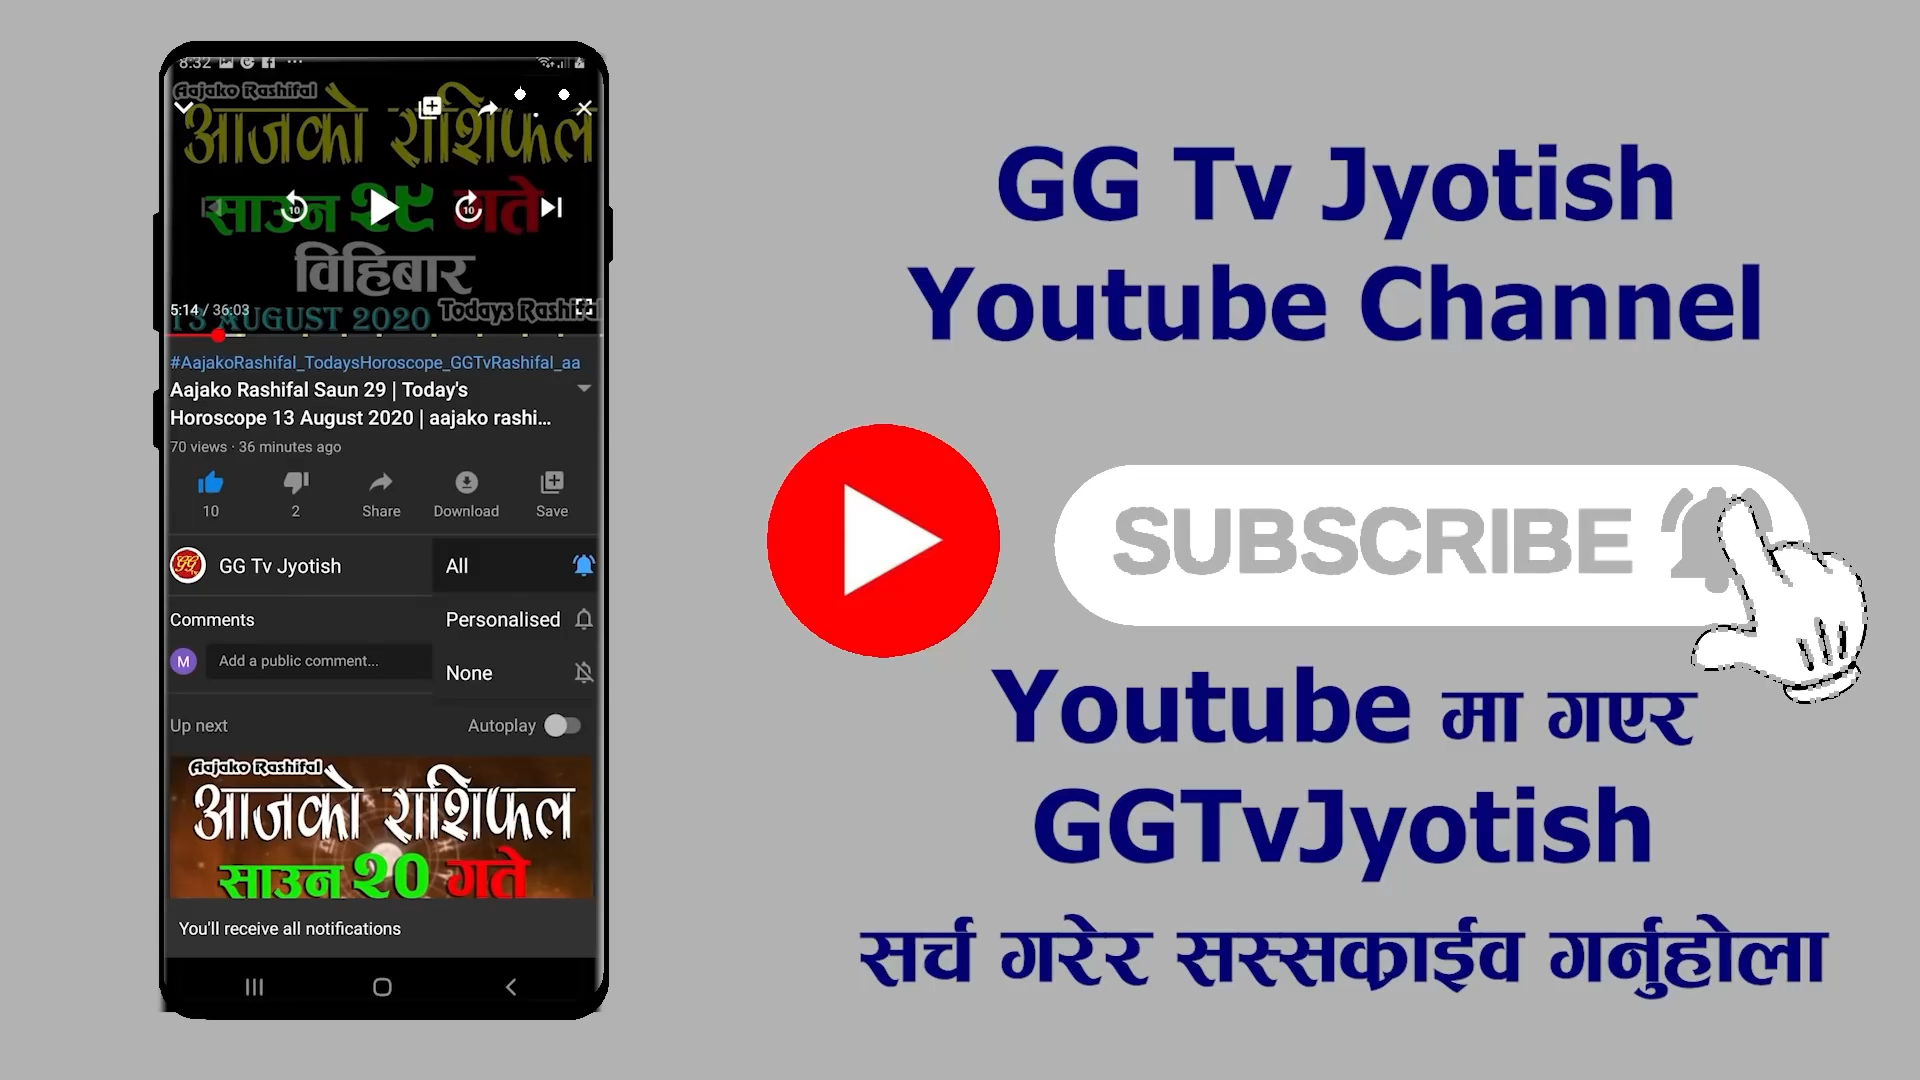 8:32
Aajako Rashifal
आजको राशिफल
साउन २९ गते
10
10
विहिबार
5:14 / 36:03
13 AUGUST 2020
Todays Rashifal
#AajakoRashifal_TodaysHoroscope_GGTvRashifal_aa
Aajako Rashifal Saun 29 | Today's
Horoscope 13 August 2020 | aajako rashi...
70 views · 36 minutes ago
10
2
Share
Download
Save
GG Tv Jyotish
All
Comments
Personalised
M
Add a public comment...
None
Up next
Autoplay
Aajako Rashifal
आजको राशिफल
साउन २० गते
You'll receive all notifications
GG Tv Jyotish
Youtube Channel
SUBSCRIBE
Youtube मा गएर
GGTvJyotish
सर्च गरेर सस्सक्राईव गर्नुहोला